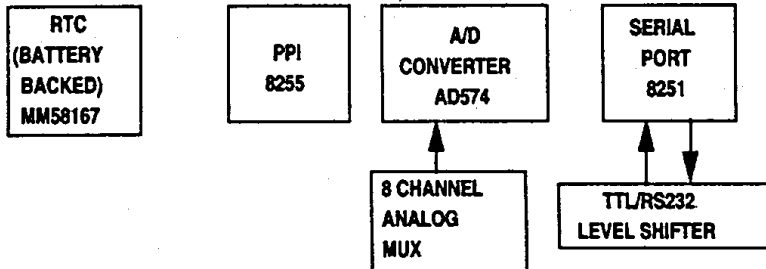 RTC
(BATTERY
BACKED)
MM58167
PPI
8255
A/D
CONVERTER
AD574
SERIAL
PORT
8251
8 CHANNEL
ANALOG
MUX
TTL/RS232
LEVEL SHIFTER